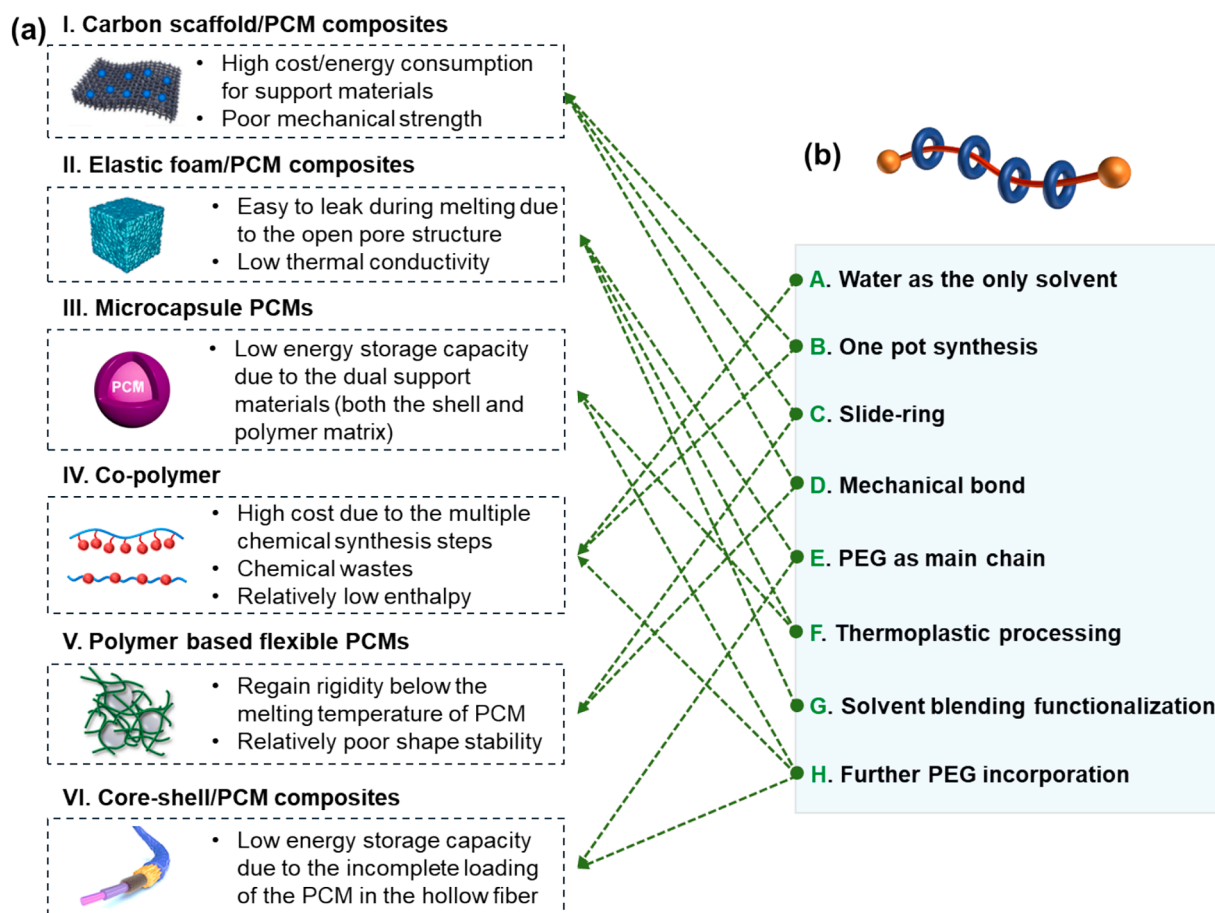 (a)
I. Carbon scaffold/PCM composites
• High cost/energy consumption
for support materials
• Poor mechanical strength
II. Elastic foam/PCM composites
• Easy to leak during melting due
to the open pore structure
• Low thermal conductivity
III. Microcapsule PCMs
PCM
• Low energy storage capacity
due to the dual support
materials (both the shell and
polymer matrix)
IV. Co-polymer
• High cost due to the multiple
chemical synthesis steps
• Chemical wastes
• Relatively low enthalpy
V. Polymer based flexible PCMs
• Regain rigidity below the
melting temperature of PCM
• Relatively poor shape stability
VI. Core-shell/PCM composites
• Low energy storage capacity
due to the incomplete loading
of the PCM in the hollow fiber
(b)
A. Water as the only solvent
B. One pot synthesis
C. Slide-ring
D. Mechanical bond
E. PEG as main chain
F. Thermoplastic processing
G. Solvent blending functionalization
H. Further PEG incorporation